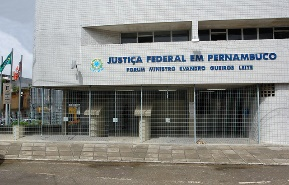 JUSTIÇA FEDERAL EM PERNAMBUCO
FORUM MINISTRO EVANDRO GUEIROS LEITE